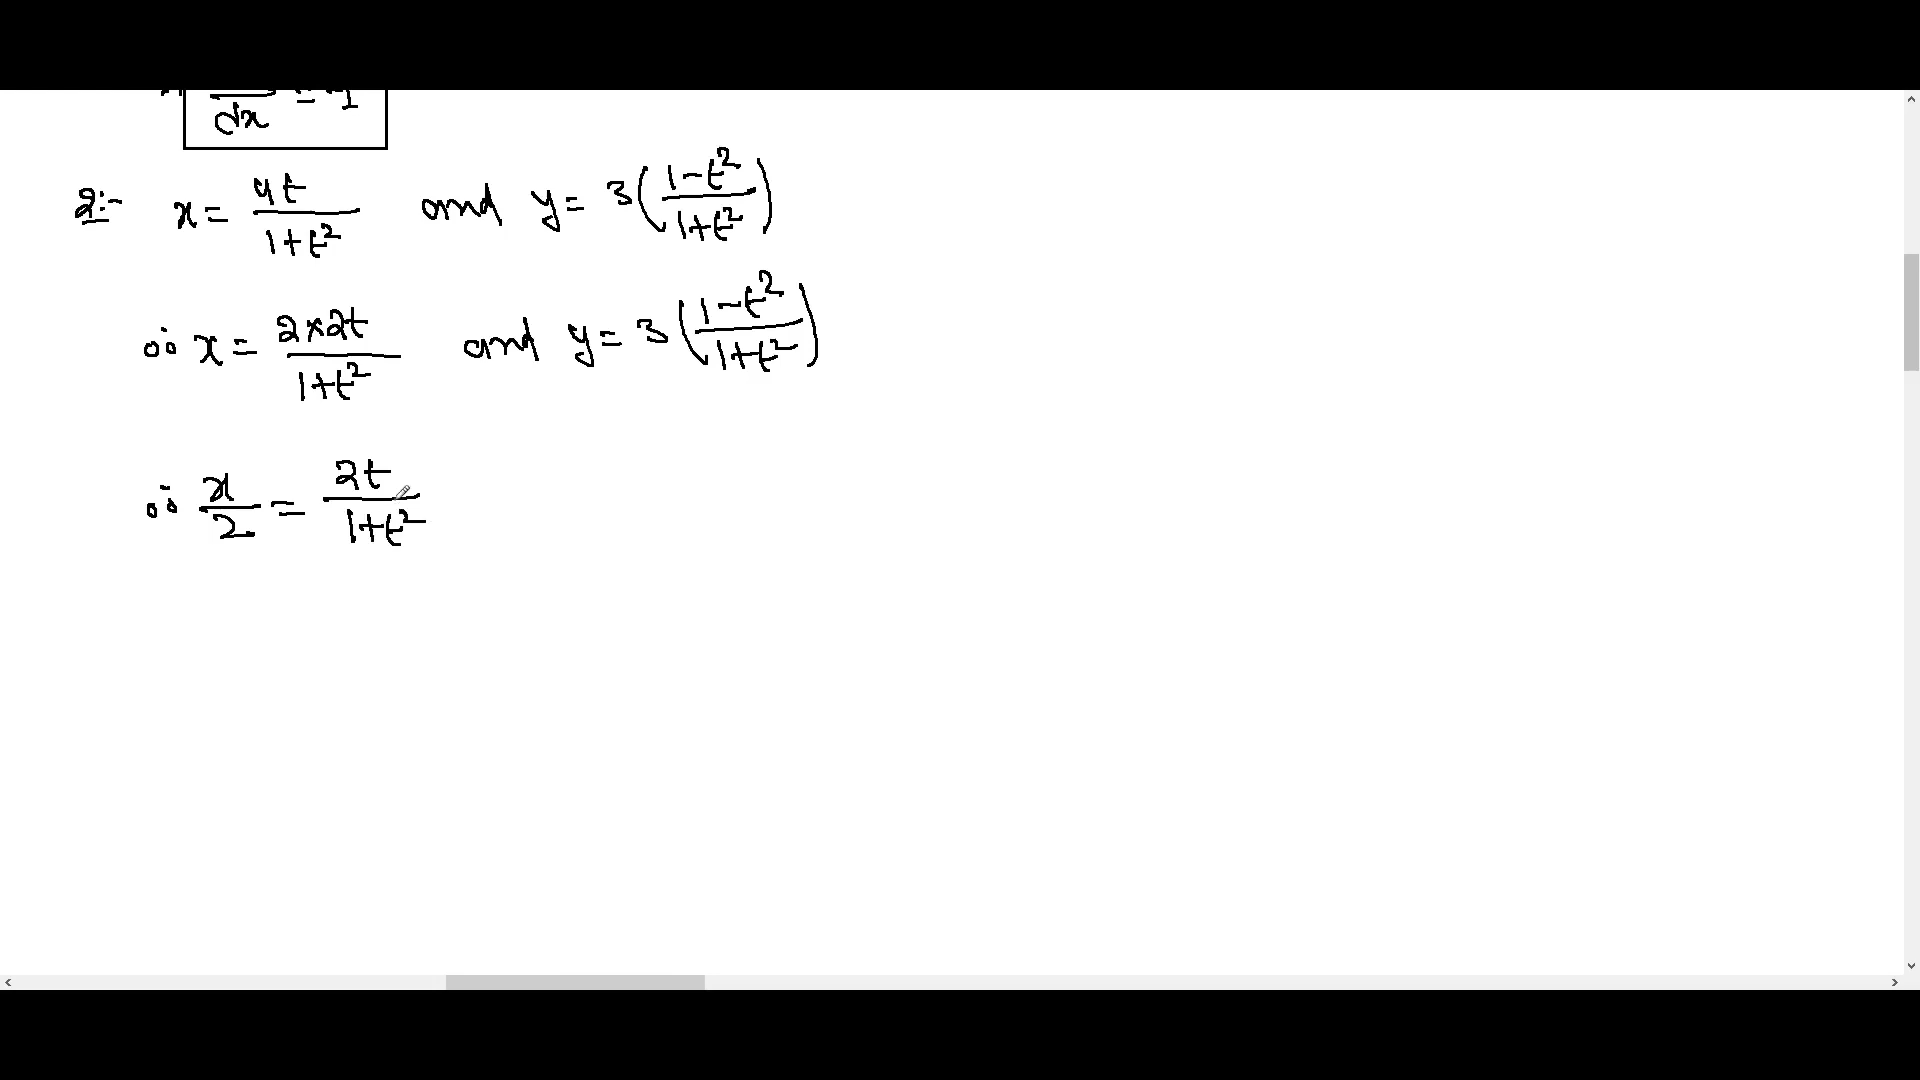 dx
2:- x = 4t/(1+t²) and y = 3((1-t²)/(1+t²))
∴ x = (2×2t)/(1+t²) and y = 3((1-t²)/(1+t²))
∴ x/2 = 2t/(1+t²)